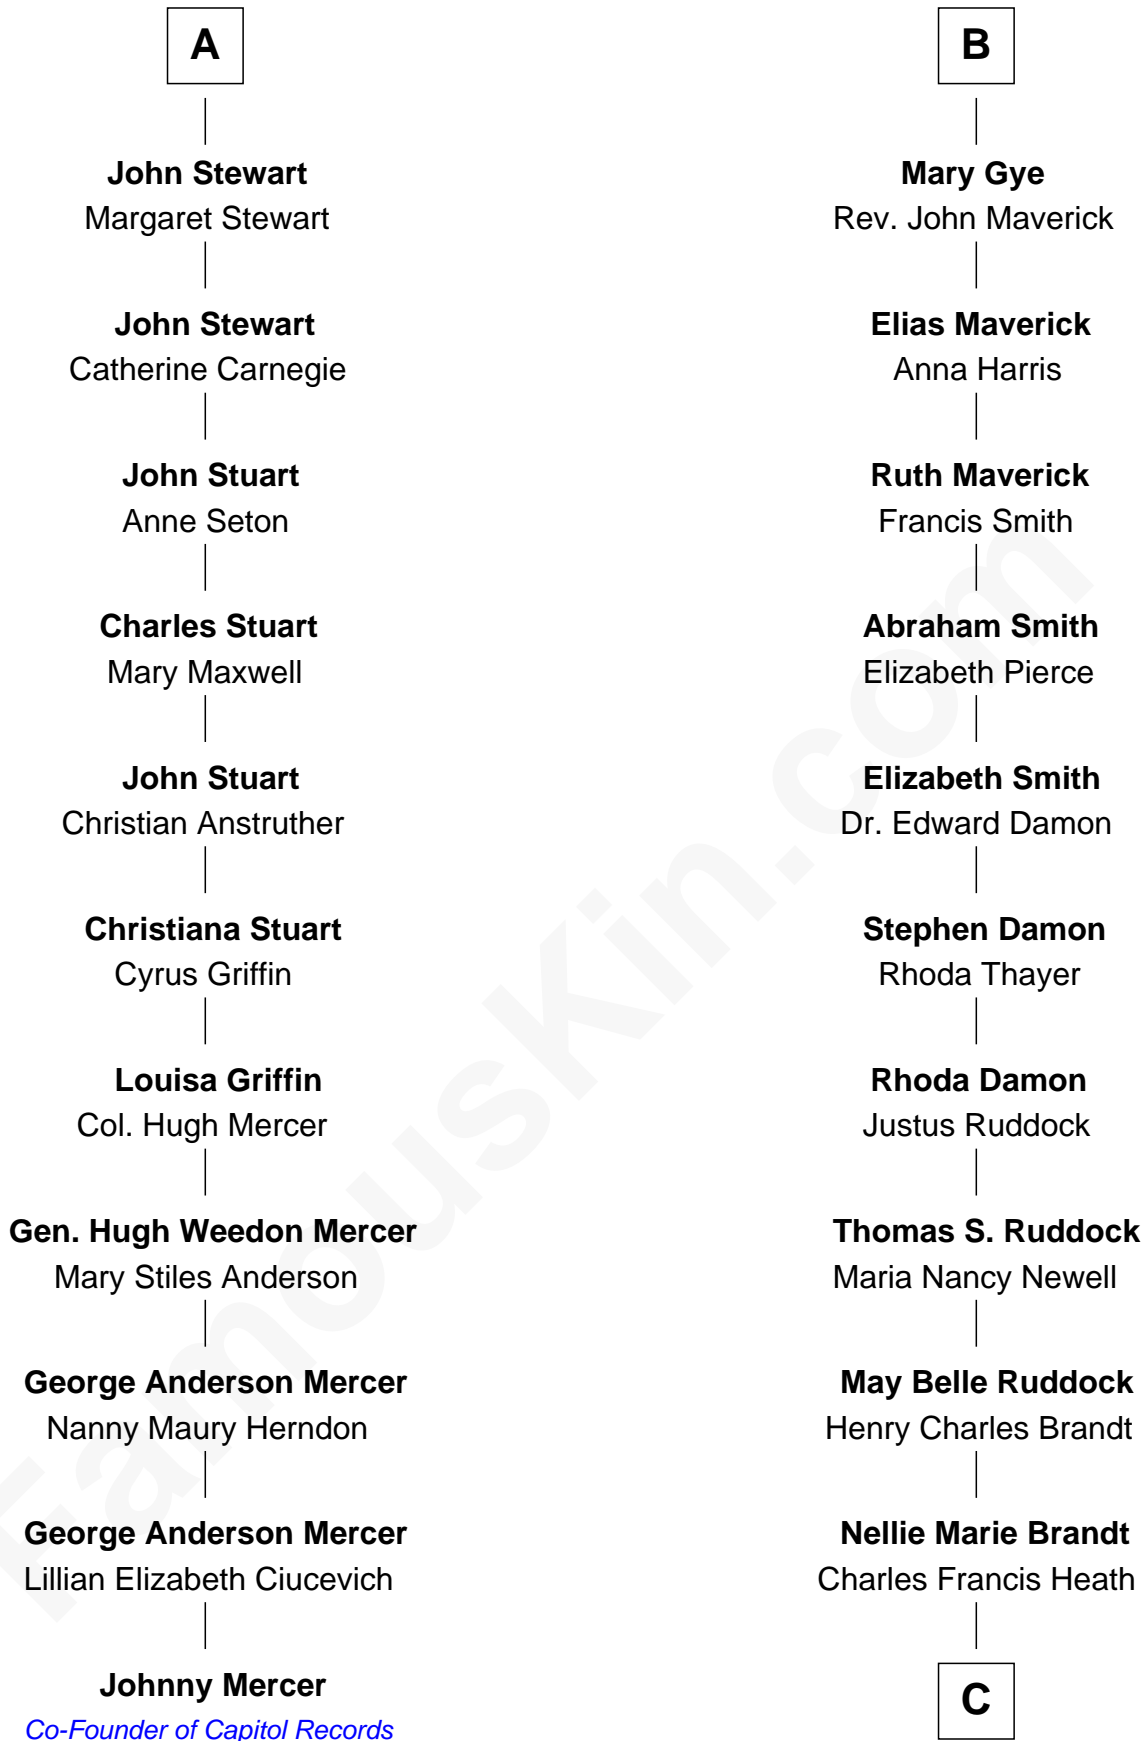 A
John Stewart
Margaret Stewart
John Stewart
Catherine Carnegie
John Stuart
Anne Seton
Charles Stuart
Mary Maxwell
John Stuart
Christian Anstruther
Christiana Stuart
Cyrus Griffin
Louisa Griffin
Col. Hugh Mercer
Gen. Hugh Weedon Mercer
Mary Stiles Anderson
George Anderson Mercer
Nanny Maury Herndon
George Anderson Mercer
Lillian Elizabeth Ciucevich
Johnny Mercer
Co-Founder of Capitol Records
B
Mary Gye
Rev. John Maverick
Elias Maverick
Anna Harris
Ruth Maverick
Francis Smith
Abraham Smith
Elizabeth Pierce
Elizabeth Smith
Dr. Edward Damon
Stephen Damon
Rhoda Thayer
Rhoda Damon
Justus Ruddock
Thomas S. Ruddock
Maria Nancy Newell
May Belle Ruddock
Henry Charles Brandt
Nellie Marie Brandt
Charles Francis Heath
C
FamousKin.com